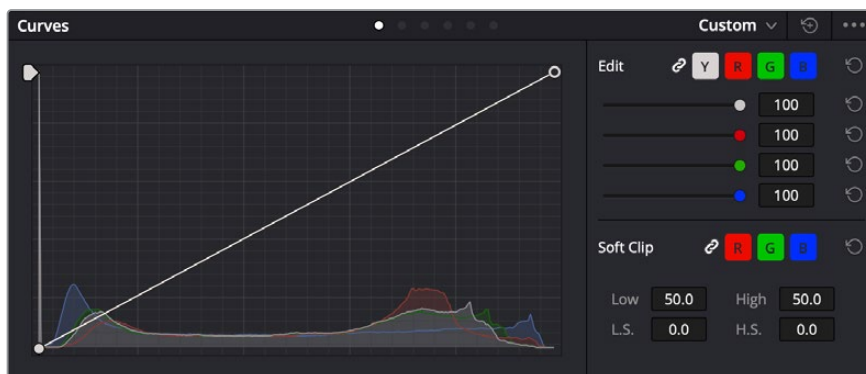 Curves Custom
Edit Y R G B
100
100
100
100
Soft Clip R G B
Low 50.0 High 50.0
L.S. 0.0 H.S. 0.0